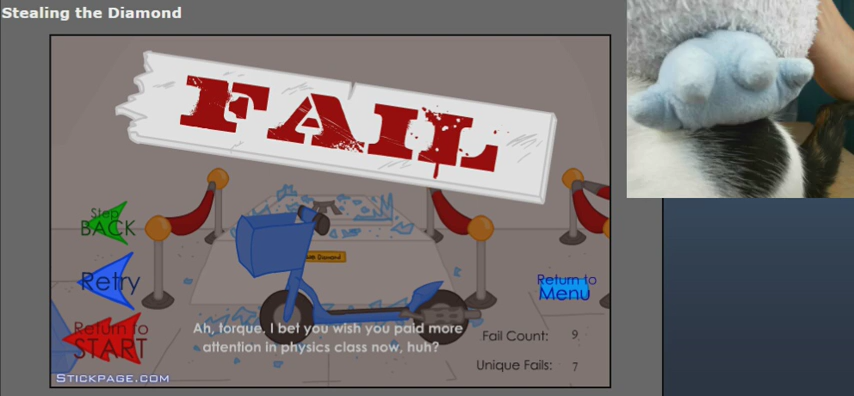 Stealing the Diamond
FAIL
Step
BACK
Diamond
Retry
Return to
Menu
Return to
START
Ah, torque. I bet you wish you paid more
attention in physics class now, huh?
Fail Count: 9
Unique Fails: 7
STICKPAGE.COM